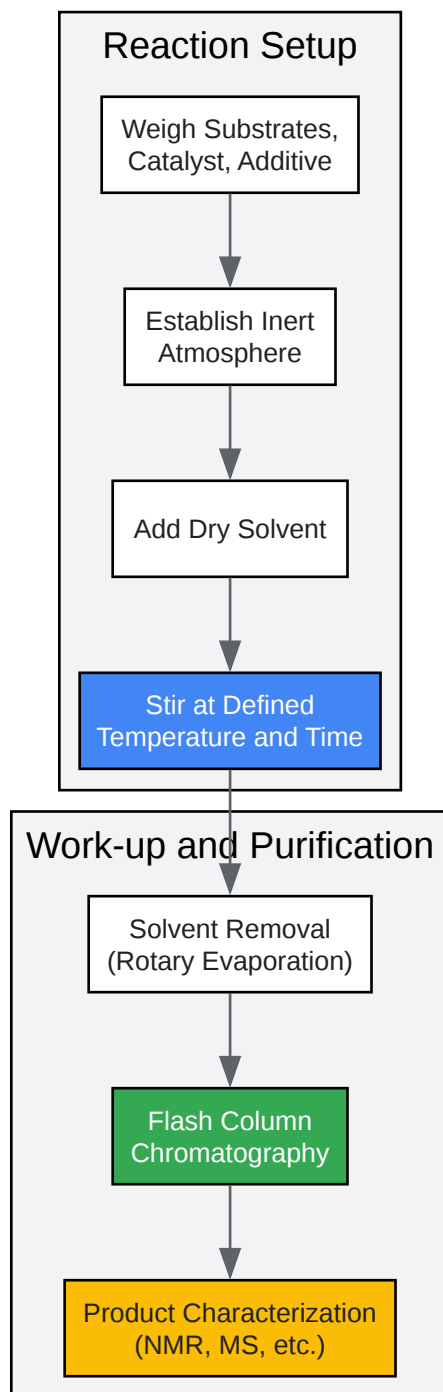 Reaction Setup
Weigh Substrates,
Catalyst, Additive
Establish Inert
Atmosphere
Add Dry Solvent
Stir at Defined
Temperature and Time
Work-up and Purification
Solvent Removal
(Rotary Evaporation)
Flash Column
Chromatography
Product Characterization
(NMR, MS, etc.)